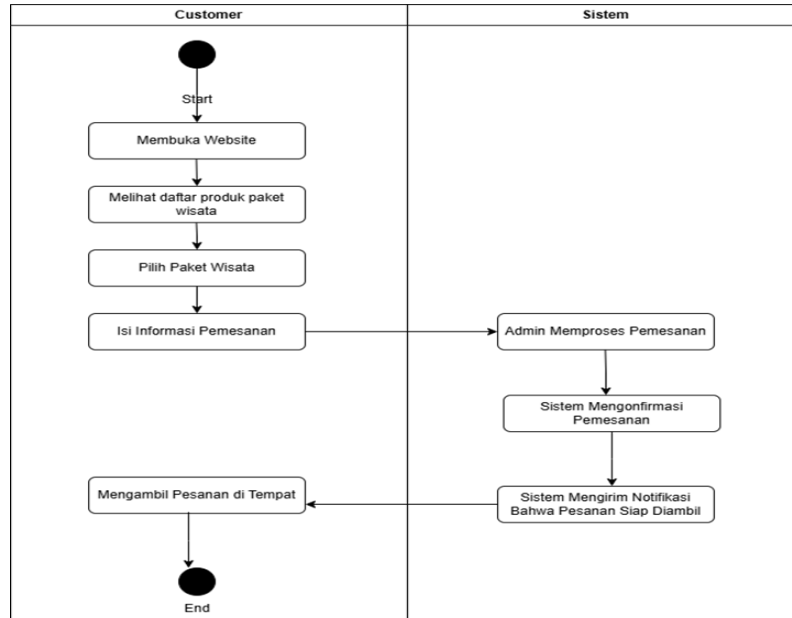 Customer
Sistem
Start
Membuka Website
Melihat daftar produk paket
wisata
Pilih Paket Wisata
Isi Informasi Pemesanan
Admin Memproses Pemesanan
Sistem Mengonfirmasi
Pemesanan
Sistem Mengirim Notifikasi
Bahwa Pesanan Siap Diambil
Mengambil Pesanan di Tempat
End